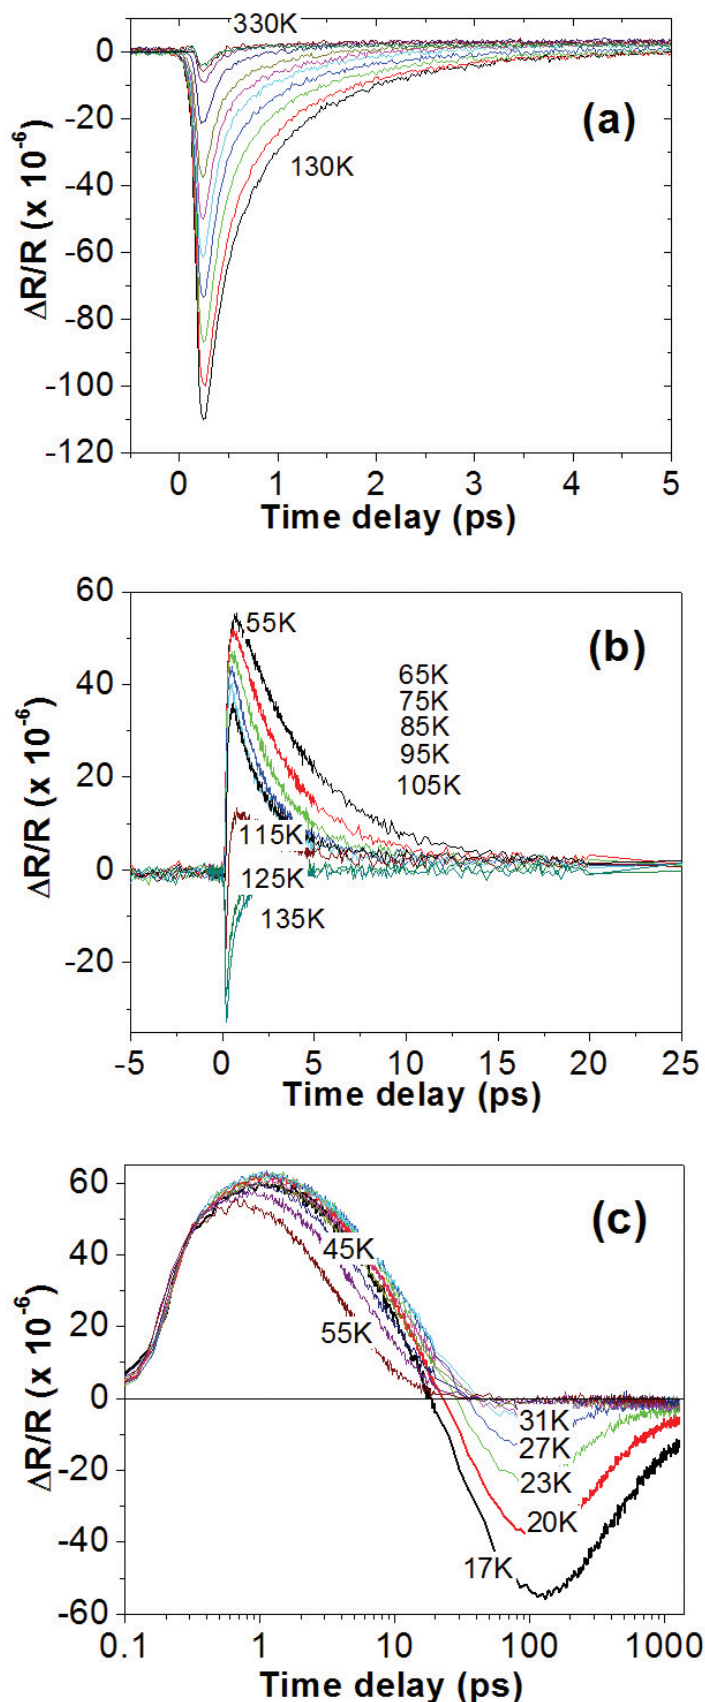 330K
0
-20
-40
-60
-80
-100
-120
(a)
130K
ΔR/R (x 10⁻⁶)
0 1 2 3 4 5
Time delay (ps)
60
40
20
0
-20
(b)
55K
65K
75K
85K
95K
105K
115K
125K
135K
ΔR/R (x 10⁻⁶)
-5 0 5 10 15 20 25
Time delay (ps)
60
40
20
0
-20
-40
-60
(c)
45K
55K
31K
27K
23K
20K
17K
ΔR/R (x 10⁻⁶)
0.1 1 10 100 1000
Time delay (ps)